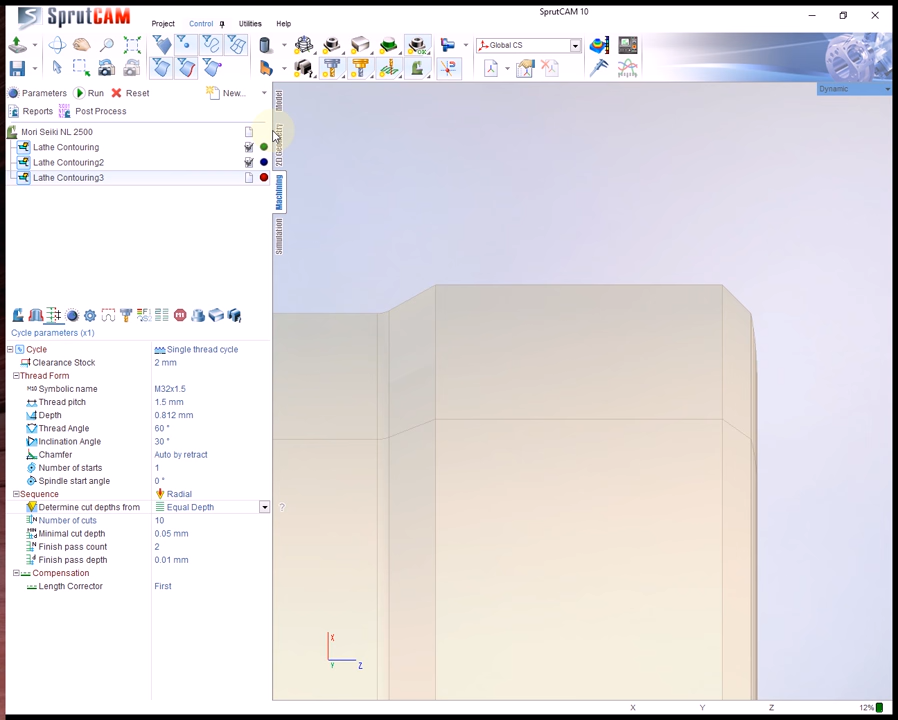 SprutCAM
SprutCAM 10
Project Control Utilities Help
Global CS
Dynamic
Parameters Run Reset New...
Reports Post Process
Mori Seiki NL 2500
Lathe Contouring
Lathe Contouring2
Lathe Contouring3
Model
2D Geometry
Machining
Simulation
Cycle parameters (x1)
Cycle Single thread cycle
Clearance Stock 2 mm
Thread Form
Symbolic name M32x1.5
Thread pitch 1.5 mm
Depth 0.812 mm
Thread Angle 60 °
Inclination Angle 30 °
Chamfer Auto by retract
Number of starts 1
Spindle start angle 0 °
Sequence Radial
Determine cut depths from Equal Depth ?
Number of cuts 10
Minimal cut depth 0.05 mm
Finish pass count 2
Finish pass depth 0.01 mm
Compensation
Length Corrector First
X
Y Z
X Y Z 12%